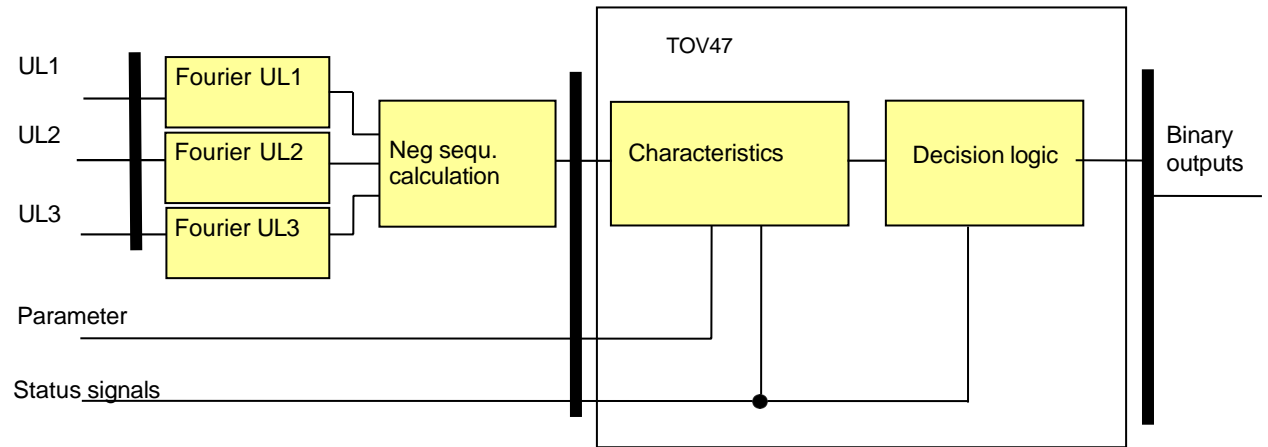 TOV47
UL1
Fourier UL1
UL2
Fourier UL2
Neg sequ.
calculation
Characteristics
Decision logic
Binary
outputs
UL3
Fourier UL3
Parameter
Status signals